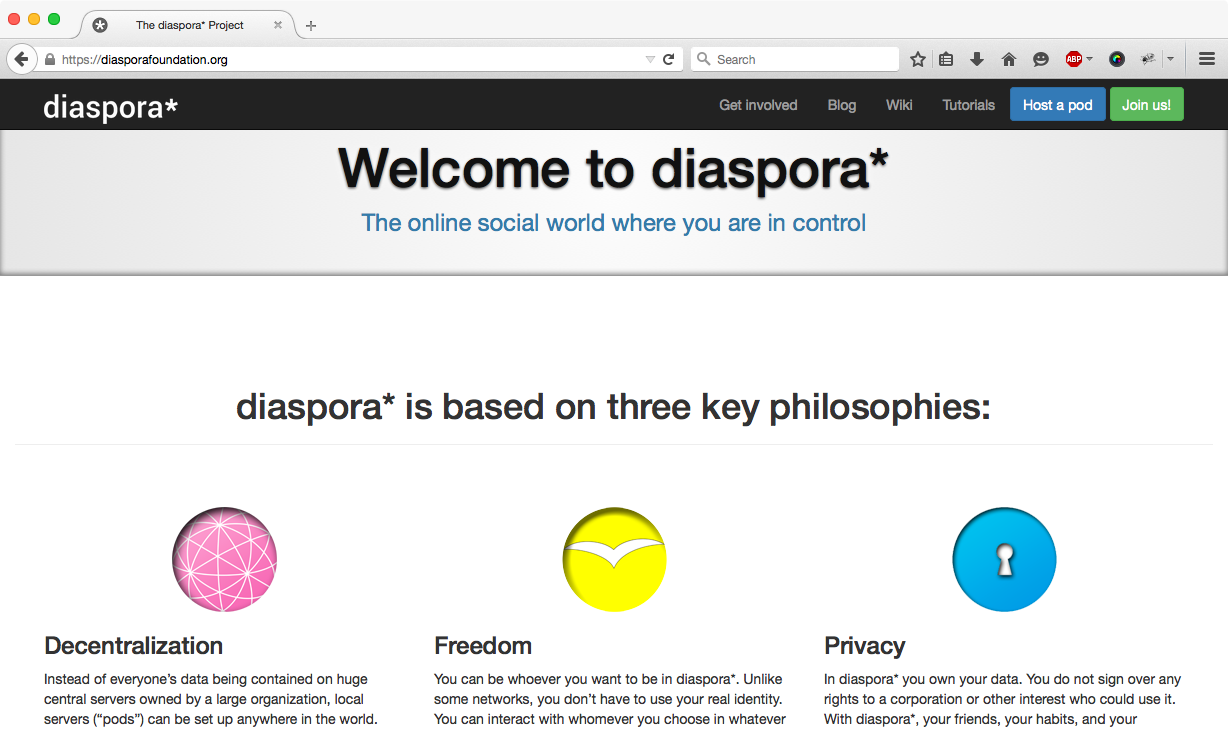 The diaspora* Project
https://diasporafoundation.org
Search
ABP
diaspora*
Get involved
Blog
Wiki
Tutorials
Host a pod
Join us!
Welcome to diaspora*
The online social world where you are in control
diaspora* is based on three key philosophies:
Decentralization
Instead of everyone’s data being contained on huge
central servers owned by a large organization, local
servers (“pods”) can be set up anywhere in the world.
Freedom
You can be whoever you want to be in diaspora*. Unlike
some networks, you don’t have to use your real identity.
You can interact with whomever you choose in whatever
Privacy
In diaspora* you own your data. You do not sign over any
rights to a corporation or other interest who could use it.
With diaspora*, your friends, your habits, and your